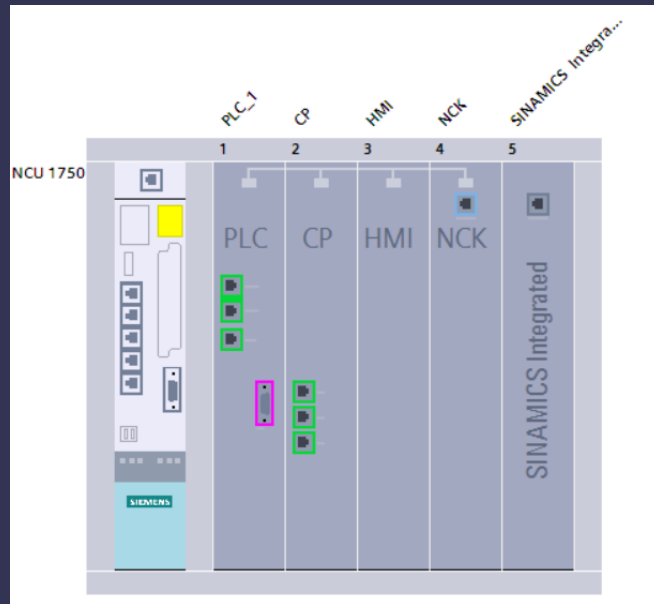 PLC_1
CP
HMI
NCK
SINAMICS Integra...
1
2
3
4
5
NCU 1750
PLC
CP
HMI
NCK
SINAMICS Integrated
SIEMENS